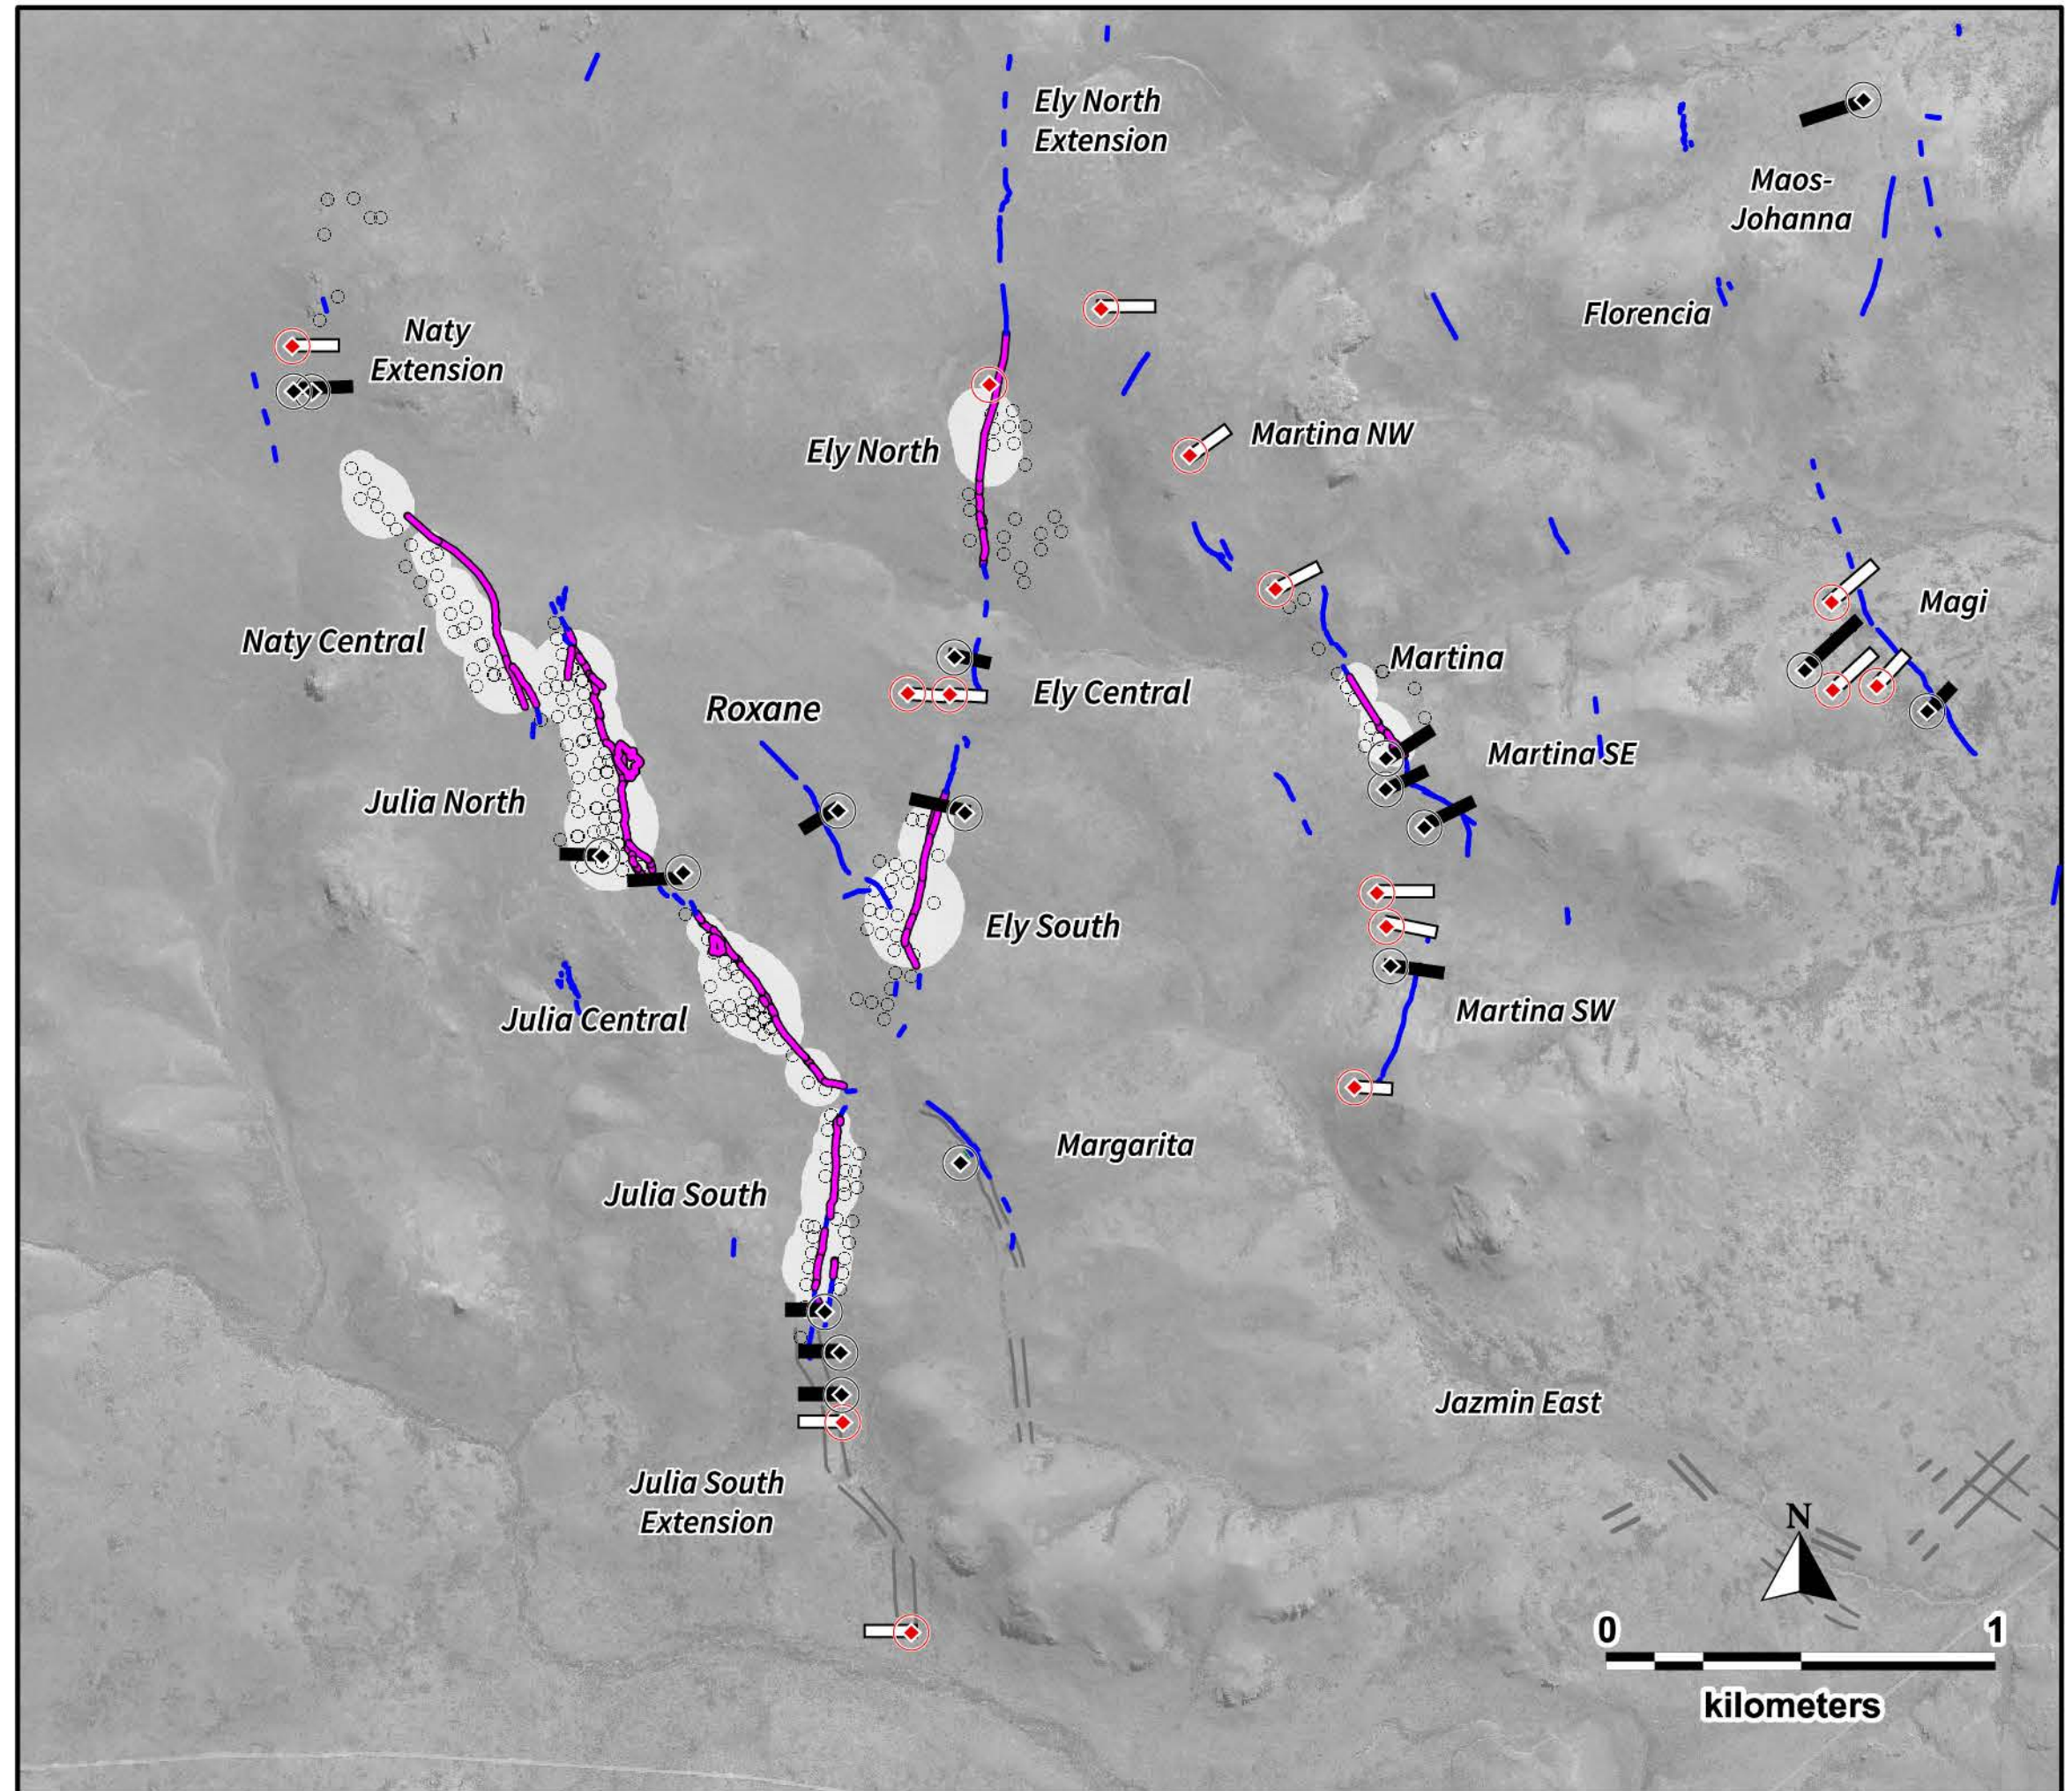 Ely North
Extension
Maos-
Johanna
Naty
Extension
Florencia
Ely North
Martina NW
Naty Central
Magi
Martina
Roxane
Ely Central
Martina SE
Julia North
Ely South
Julia Central
Martina SW
Margarita
Julia South
Jazmin East
Julia South
Extension
N
0 1
kilometers